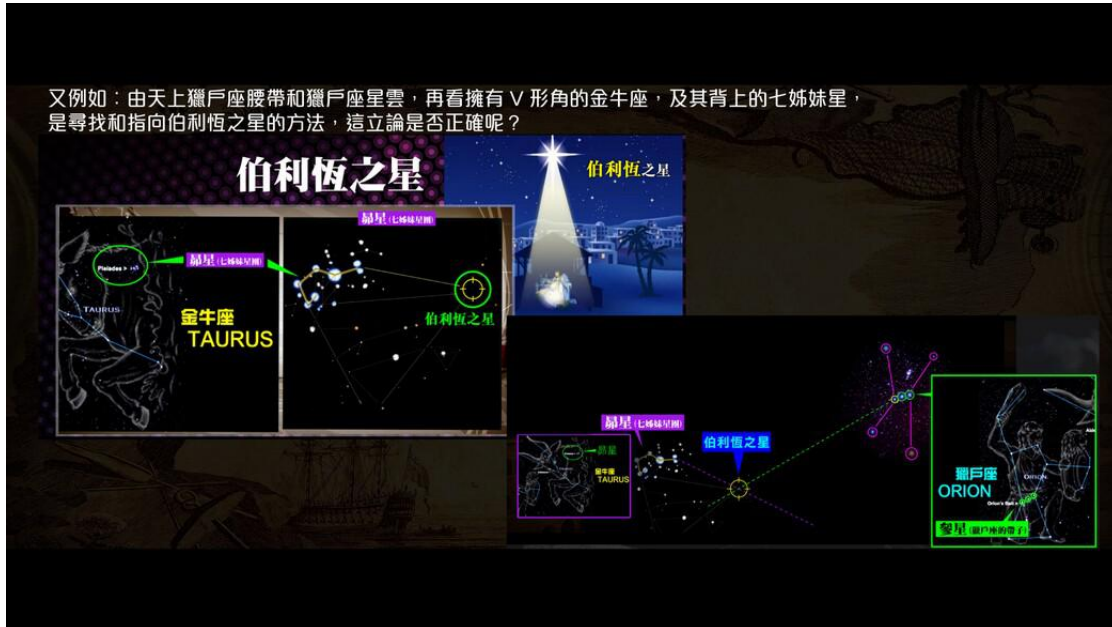 又例如：由天上獵戶座腰帶和獵戶座星雲，再看擁有 V 形角的金牛座，及其背上的七姊妹星，
是尋找和指向伯利恆之星的方法，這立論是否正確呢？
伯利恆之星
伯利恆之星
昴星(七姊妹星團)
Pleiades
昴星(七姊妹星團)
TAURUS
金牛座
TAURUS
伯利恆之星
昴星(七姊妹星團)
伯利恆之星
昴星
金牛座
TAURUS
獵戶座
ORION
ORION
Orion's Belt
參星(獵戶座的帶子)